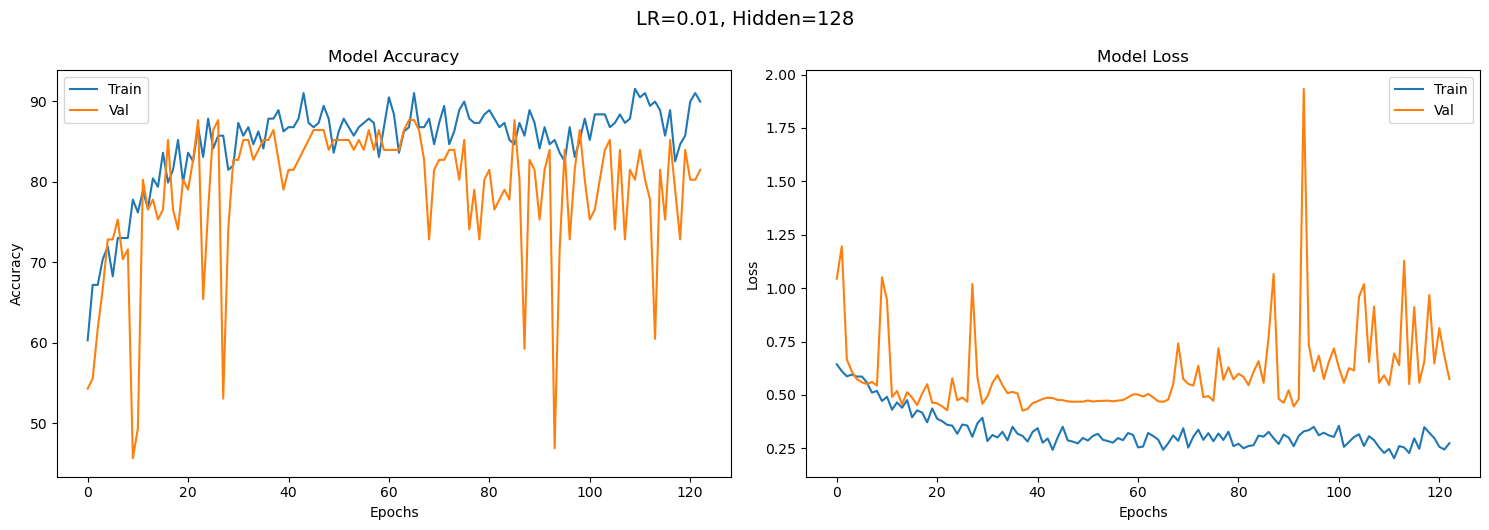 LR=0.01, Hidden=128
Model Accuracy
Train
Val
Accuracy
90
80
70
60
50
0 20 40 60 80 100 120
Epochs
Model Loss
Train
Val
Loss
2.00
1.75
1.50
1.25
1.00
0.75
0.50
0.25
0 20 40 60 80 100 120
Epochs